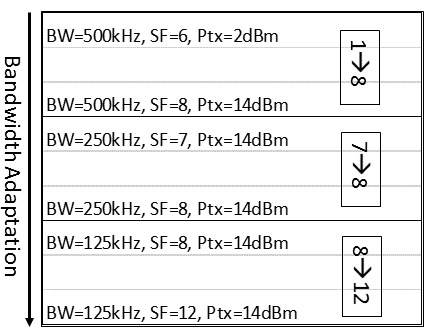 Bandwidth Adaptation
BW=500kHz, SF=6, Ptx=2dBm
1→8
BW=500kHz, SF=8, Ptx=14dBm
BW=250kHz, SF=7, Ptx=14dBm
7→8
BW=250kHz, SF=8, Ptx=14dBm
BW=125kHz, SF=8, Ptx=14dBm
8→12
BW=125kHz, SF=12, Ptx=14dBm